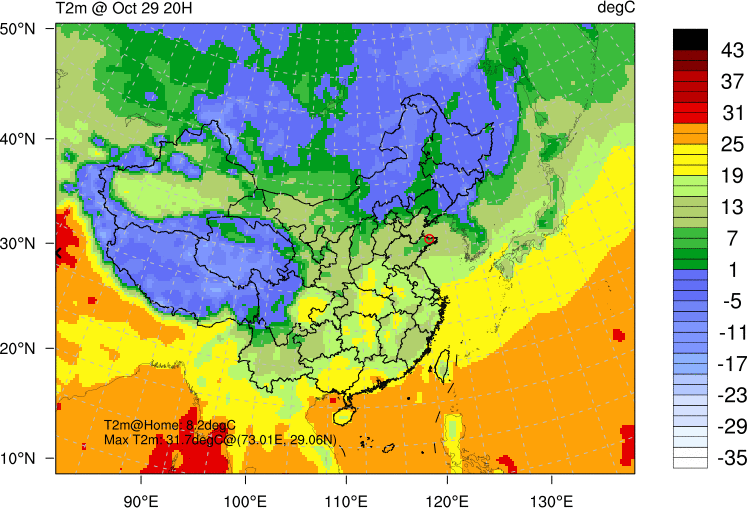 T2m @ Oct 29 20H
degC
50°N
40°N
30°N
20°N
10°N
90°E
100°E
110°E
120°E
130°E
T2m@Home: 8.2degC
Max T2m: 31.7degC@(73.01E, 29.06N)
43
37
31
25
19
13
7
1
-5
-11
-17
-23
-29
-35